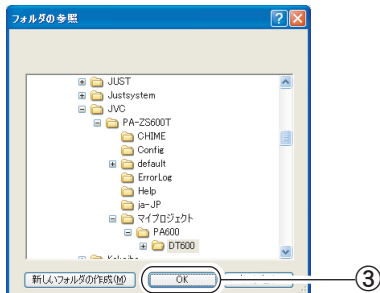 フォルダの参照
JUST
Justsystem
JVC
PA-ZS600T
CHIME
Config
default
ErrorLog
Help
ja-JP
マイプロジェクト
PA600
DT600
新しいフォルダの作成(M)
OK
③